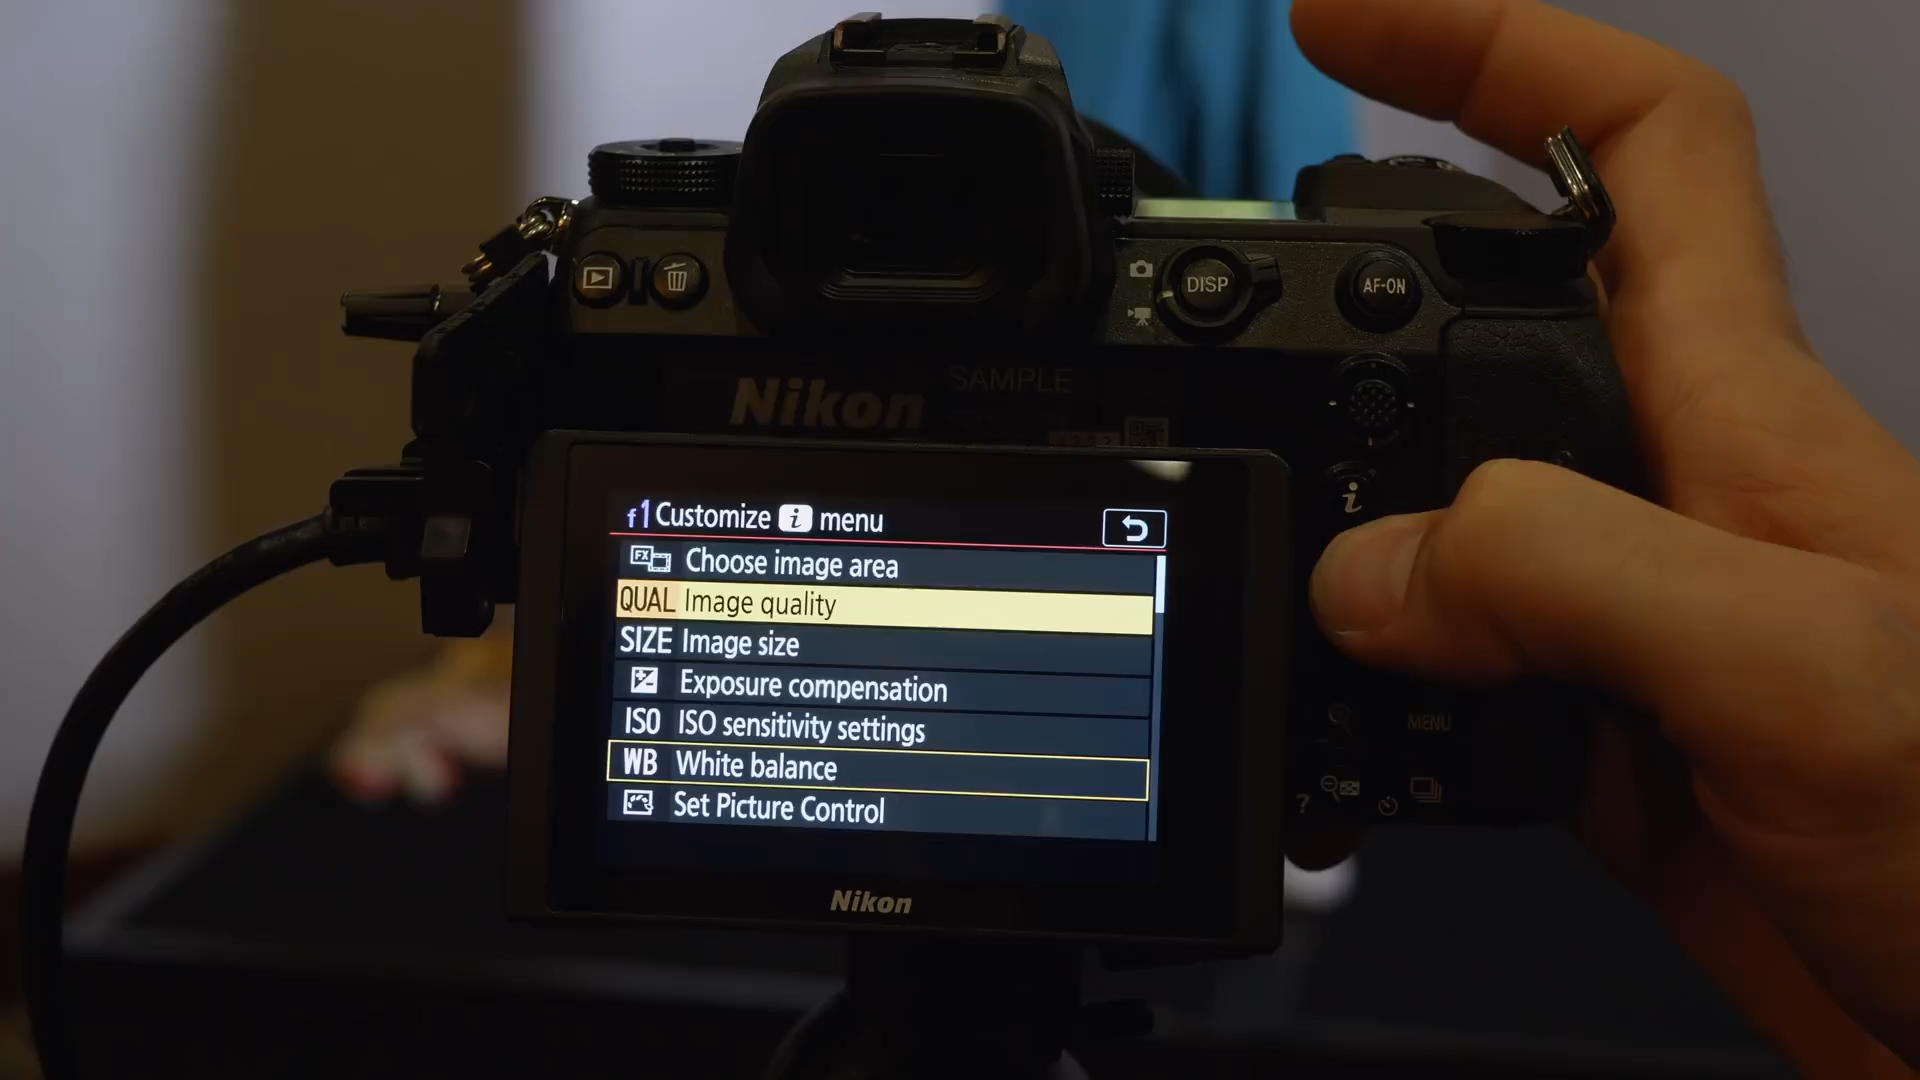 DISP
AF-ON
SAMPLE
Nikon
i
f1 Customize i menu
FX Choose image area
QUAL Image quality
SIZE Image size
Exposure compensation
ISO ISO sensitivity settings
WB White balance
Set Picture Control
MENU
?
Nikon